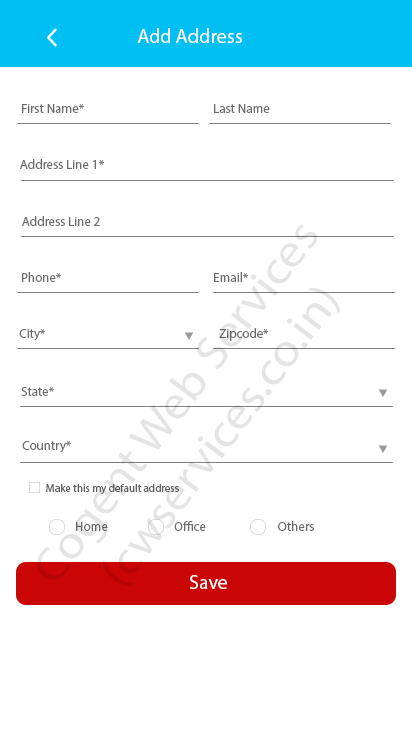 Add Address
First Name* Last Name
Address Line 1*
Address Line 2
Phone* Email*
City* Zipcode*
State*
Country*
Make this my default address
Home Office Others
Save
Cogent Web Services
(cwservices.co.in)